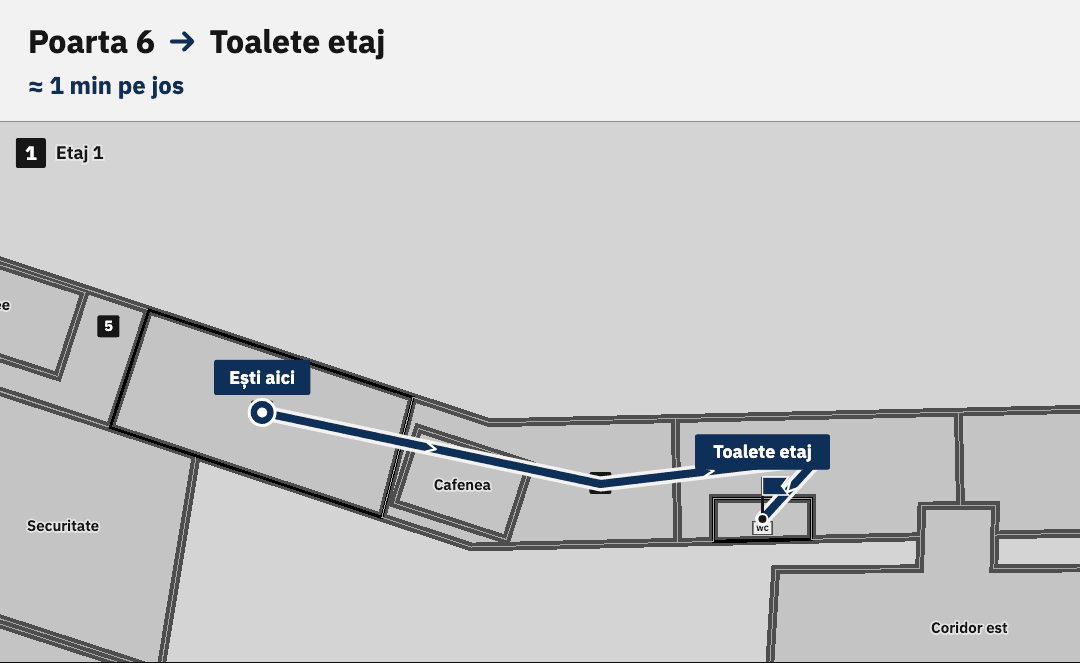 Poarta 6 → Toalete etaj
≈ 1 min pe jos
1 Etaj 1
5
Ești aici
Toalete etaj
Cafenea
WC
Securitate
Coridor est